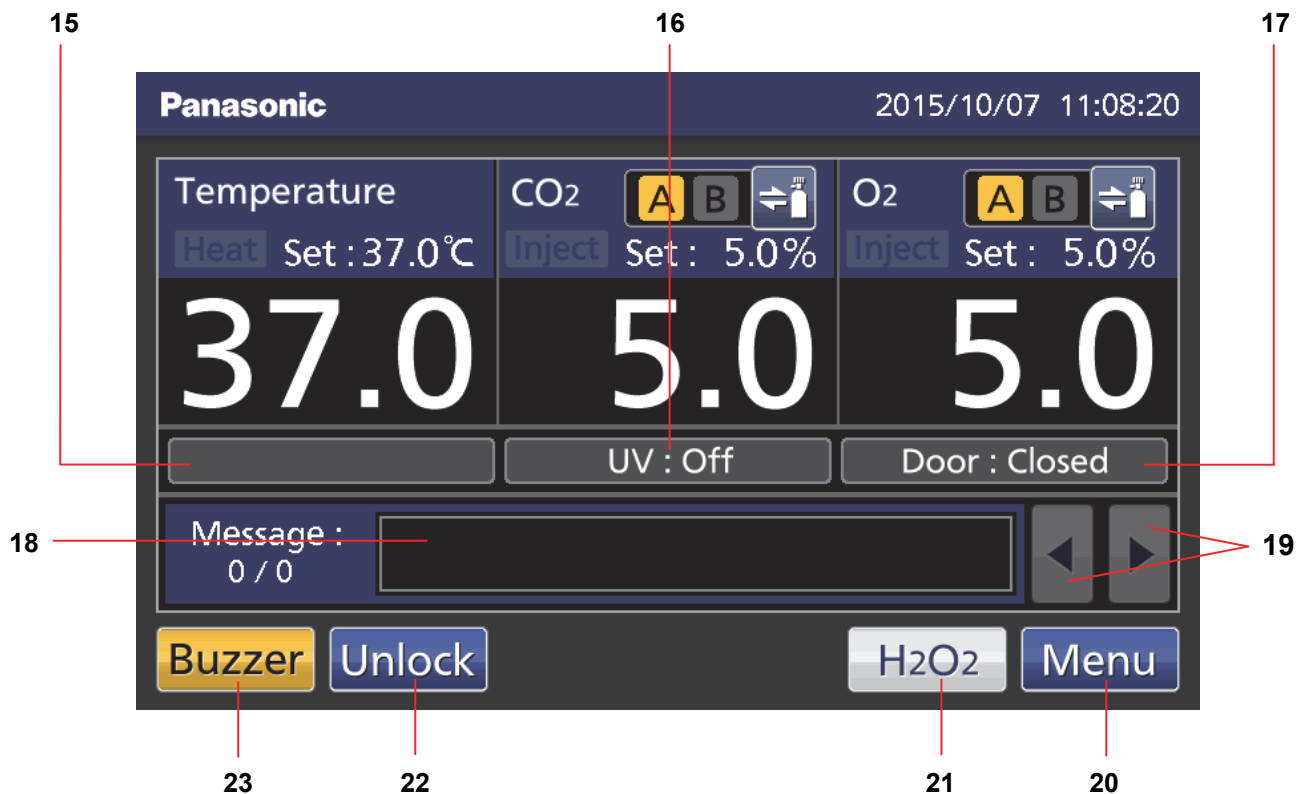 15 16 17
Panasonic 2015/10/07 11:08:20
Temperature CO2 A B O2 A B
Heat Set : 37.0℃ Inject Set : 5.0% Inject Set : 5.0%
37.0 5.0 5.0
UV : Off Door : Closed
18 Message : 19
0 / 0
Buzzer Unlock H2O2 Menu
23 22 21 20